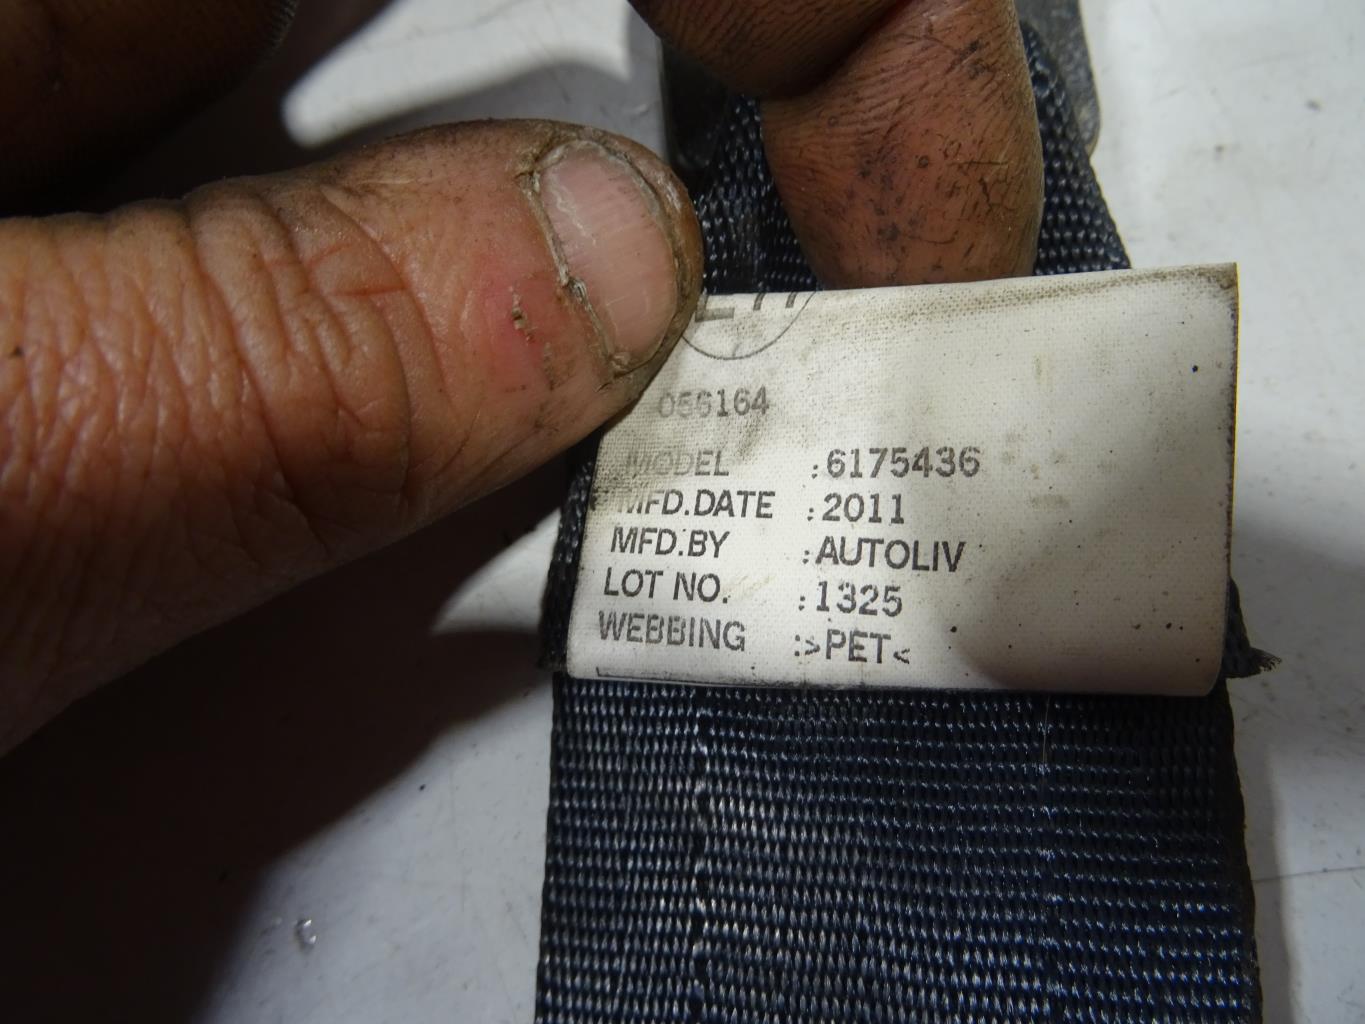 056164
MODEL :6175436
MFD.DATE :2011
MFD.BY :AUTOLIV
LOT NO. :1325
WEBBING :>PET<